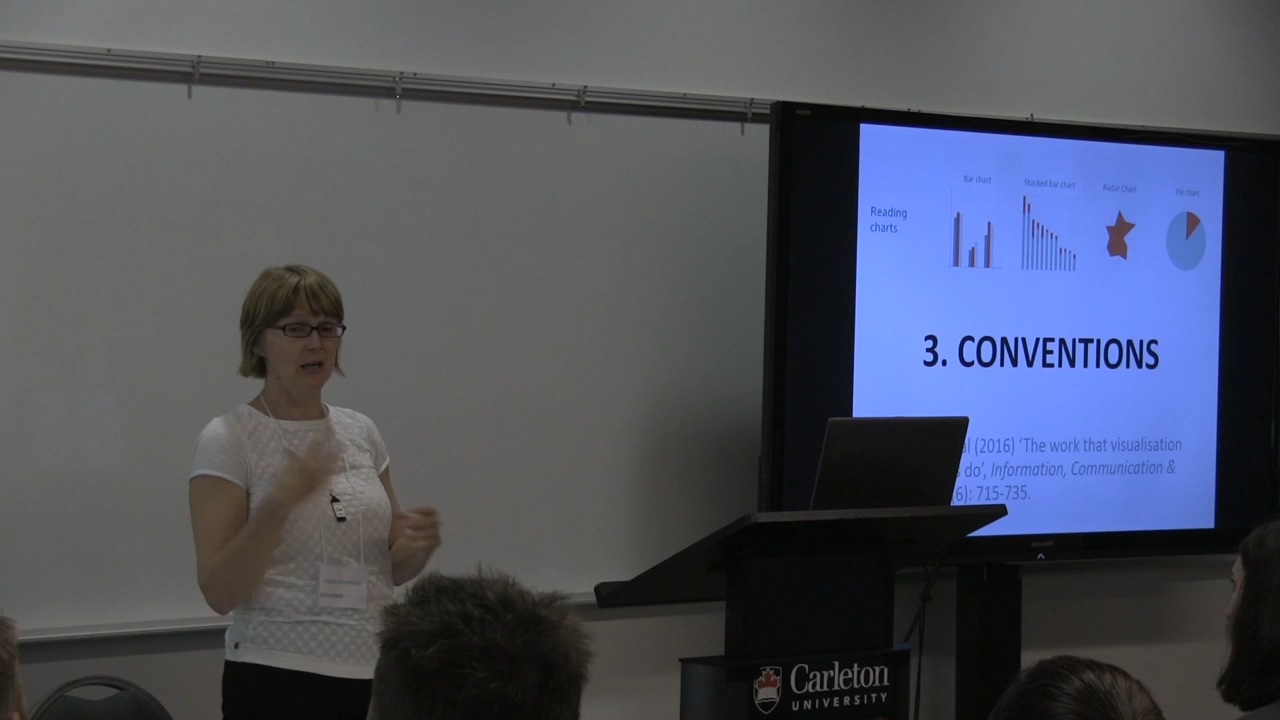 Bar chart
Stacked bar chart
Radar Chart
Pie chart
Reading
charts
3. CONVENTIONS
al (2016) 'The work that visualisation
s do', Information, Communication &
6): 715-735.
SHARP
Carleton
UNIVERSITY